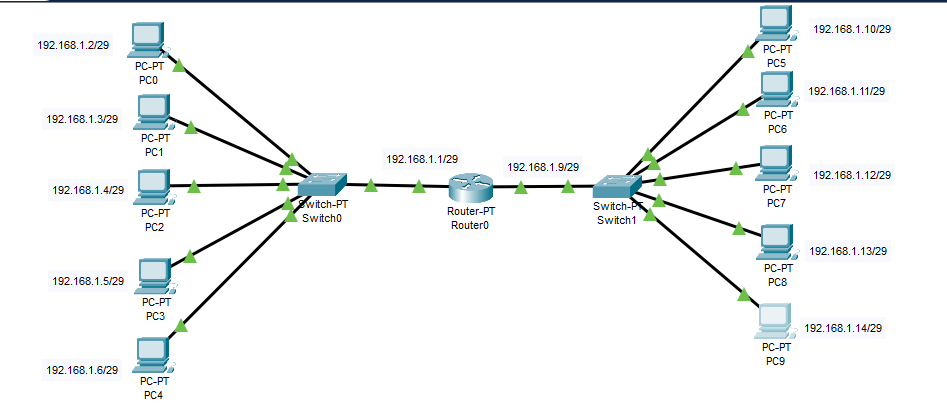 192.168.1.2/29
PC-PT
PC0
192.168.1.3/29
PC-PT
PC1
192.168.1.4/29
PC-PT
PC2
192.168.1.5/29
PC-PT
PC3
192.168.1.6/29
PC-PT
PC4
Switch-PT
Switch0
192.168.1.1/29
Router-PT
Router0
192.168.1.9/29
Switch-PT
Switch1
192.168.1.10/29
PC-PT
PC5
192.168.1.11/29
PC-PT
PC6
192.168.1.12/29
PC-PT
PC7
192.168.1.13/29
PC-PT
PC8
192.168.1.14/29
PC-PT
PC9